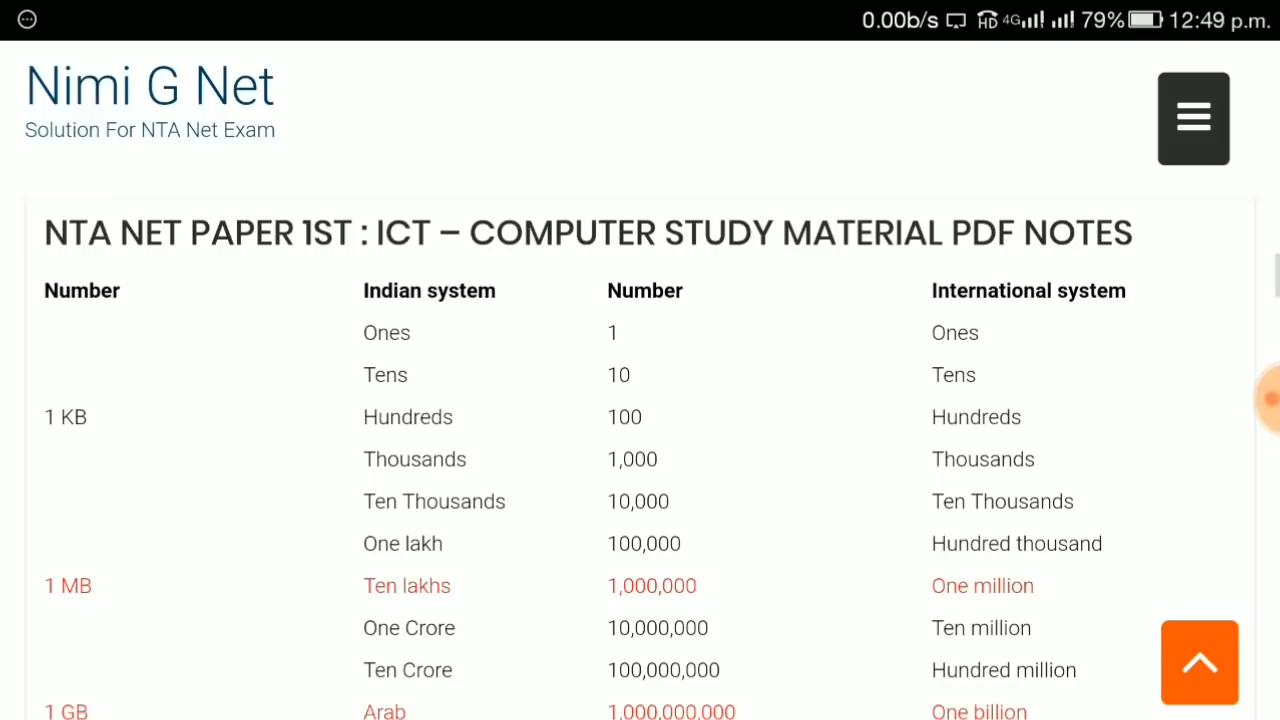 0.00b/s HD 4G 79% 12:49 p.m.
Nimi G Net
Solution For NTA Net Exam
NTA NET PAPER 1ST : ICT – COMPUTER STUDY MATERIAL PDF NOTES
Number Indian system Number International system
Ones 1 Ones
Tens 10 Tens
1 KB Hundreds 100 Hundreds
Thousands 1,000 Thousands
Ten Thousands 10,000 Ten Thousands
One lakh 100,000 Hundred thousand
1 MB Ten lakhs 1,000,000 One million
One Crore 10,000,000 Ten million
Ten Crore 100,000,000 Hundred million
1 GB Arab 1,000,000,000 One billion